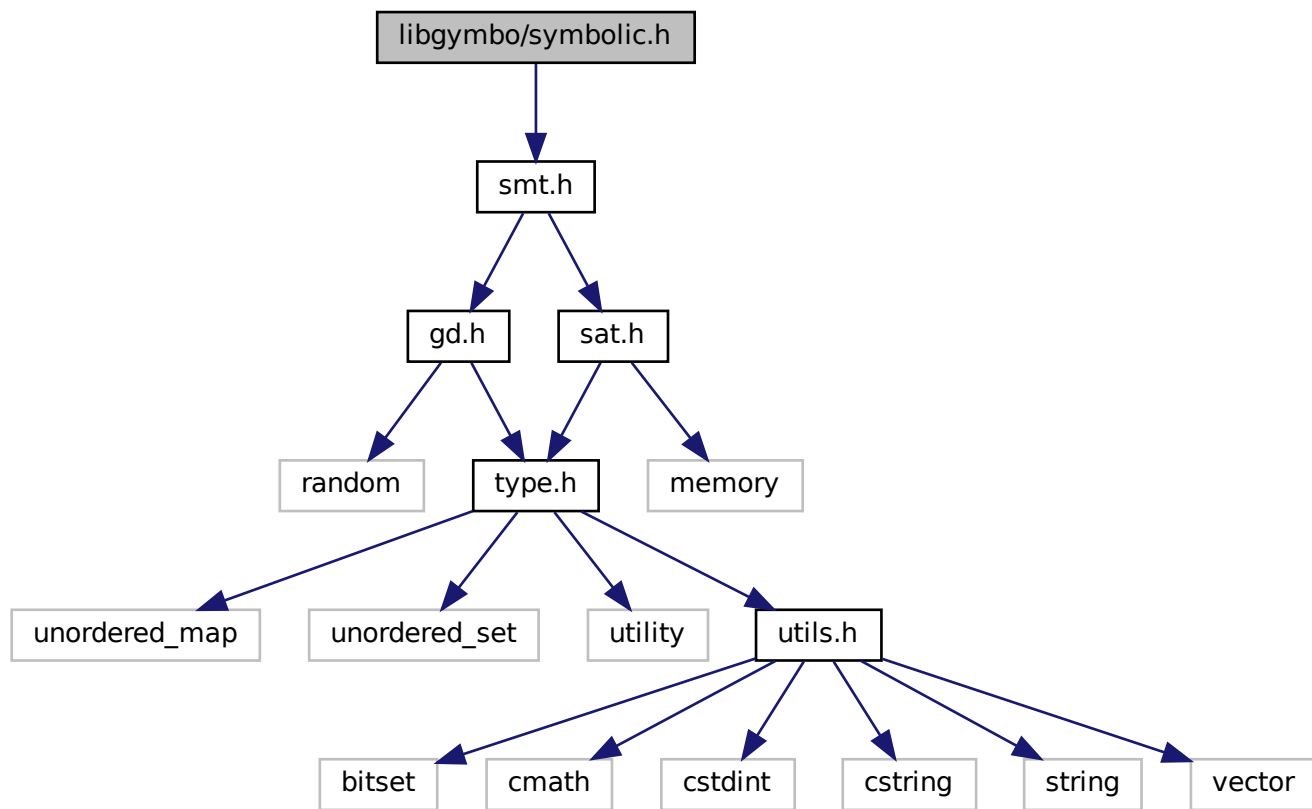 libgymbo/symbolic.h
smt.h
gd.h
sat.h
random
type.h
memory
unordered_map
unordered_set
utility
utils.h
bitset
cmath
cstdint
cstring
string
vector